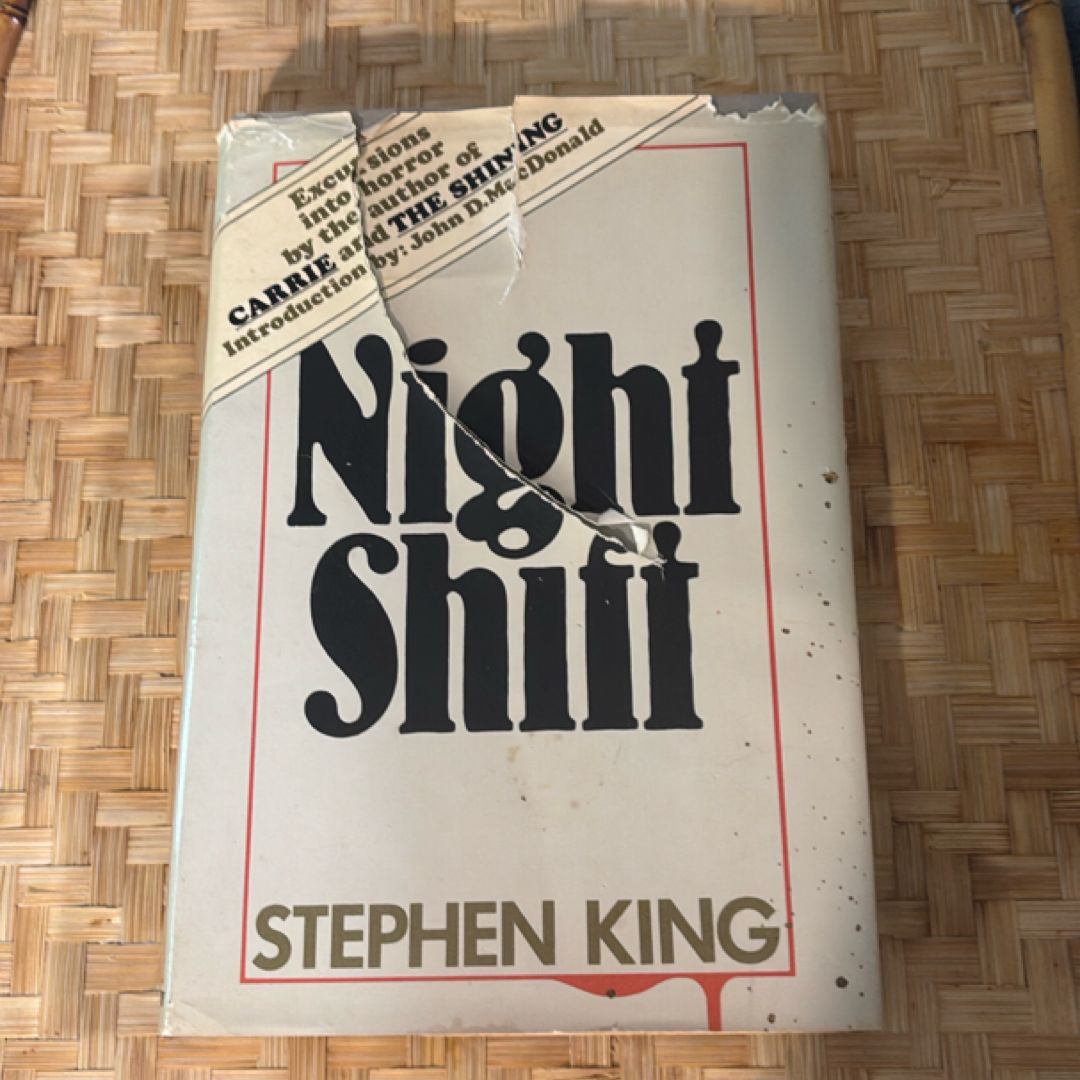 Excursions
into horror
by the author of
CARRIE and THE SHINING
Introduction by: John D. MacDonald
Night
Shift
STEPHEN KING